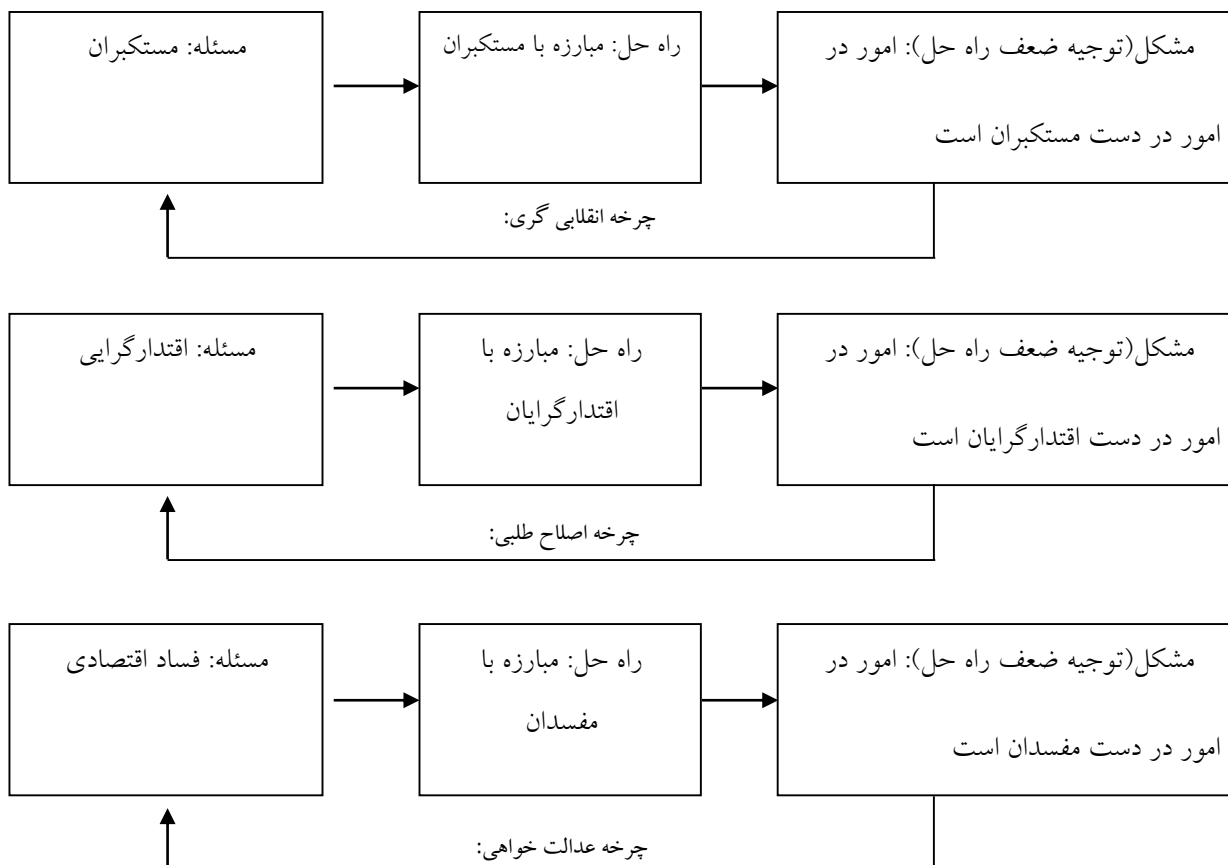 مسئله: مستکبران
راه حل: مبارزه با مستکبران
مشکل(توجیه ضعف راه حل): امور در
امور در دست مستکبران است
چرخه انقلابی گری:
مسئله: اقتدارگرایی
راه حل: مبارزه با
اقتدارگرایان
مشکل(توجیه ضعف راه حل): امور در
امور در دست اقتدارگرایان است
چرخه اصلاح طلبی:
مسئله: فساد اقتصادی
راه حل: مبارزه با
مفسدان
مشکل(توجیه ضعف راه حل): امور در
امور در دست مفسدان است
چرخه عدالت خواهی: